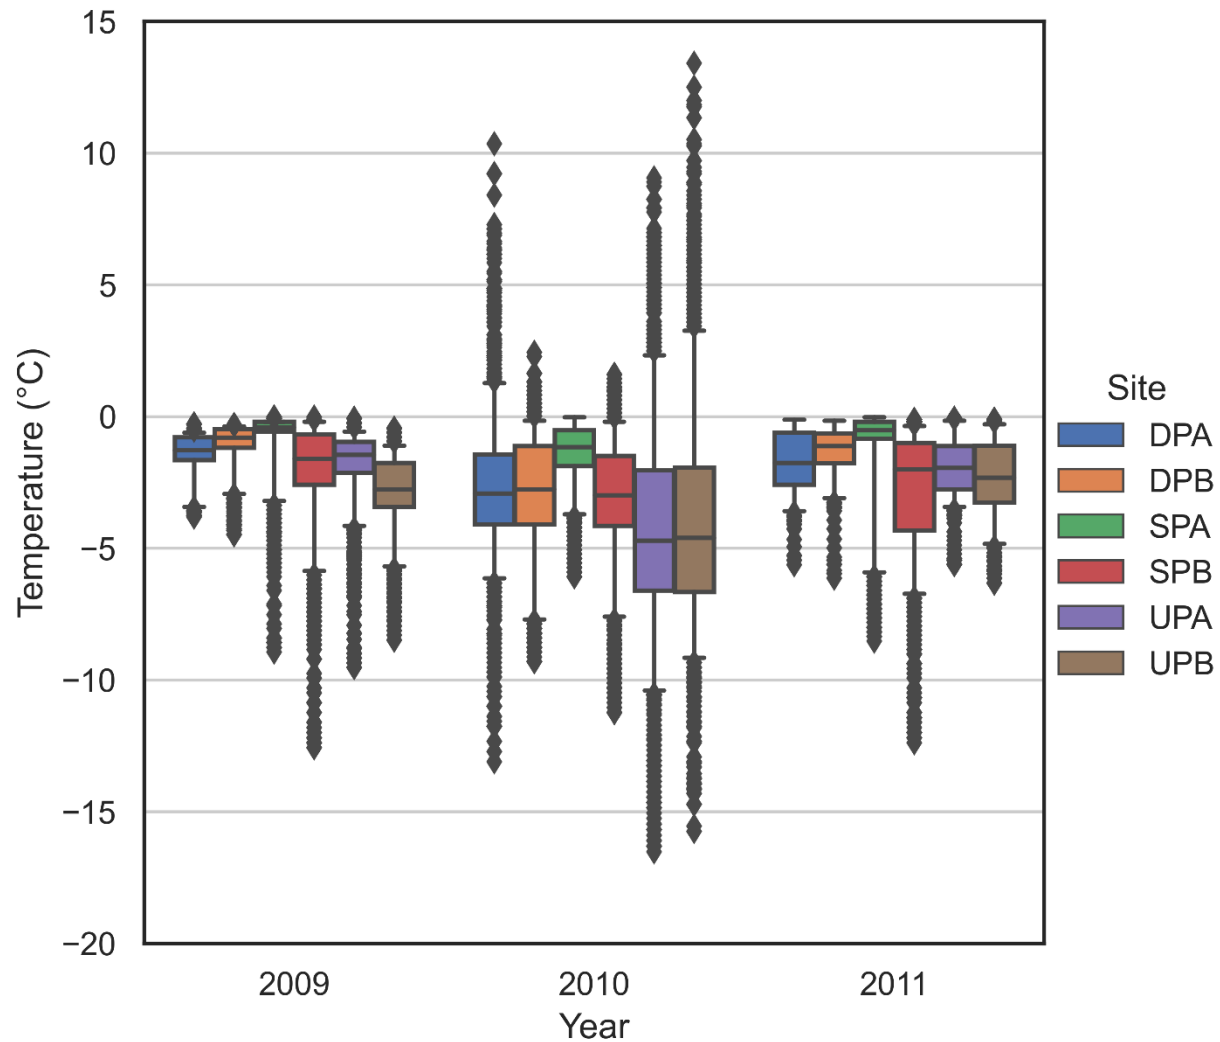 15
10
5
0
−5
−10
−15
−20
Temperature (°C)
2009
2010
2011
Year
Site
DPA
DPB
SPA
SPB
UPA
UPB